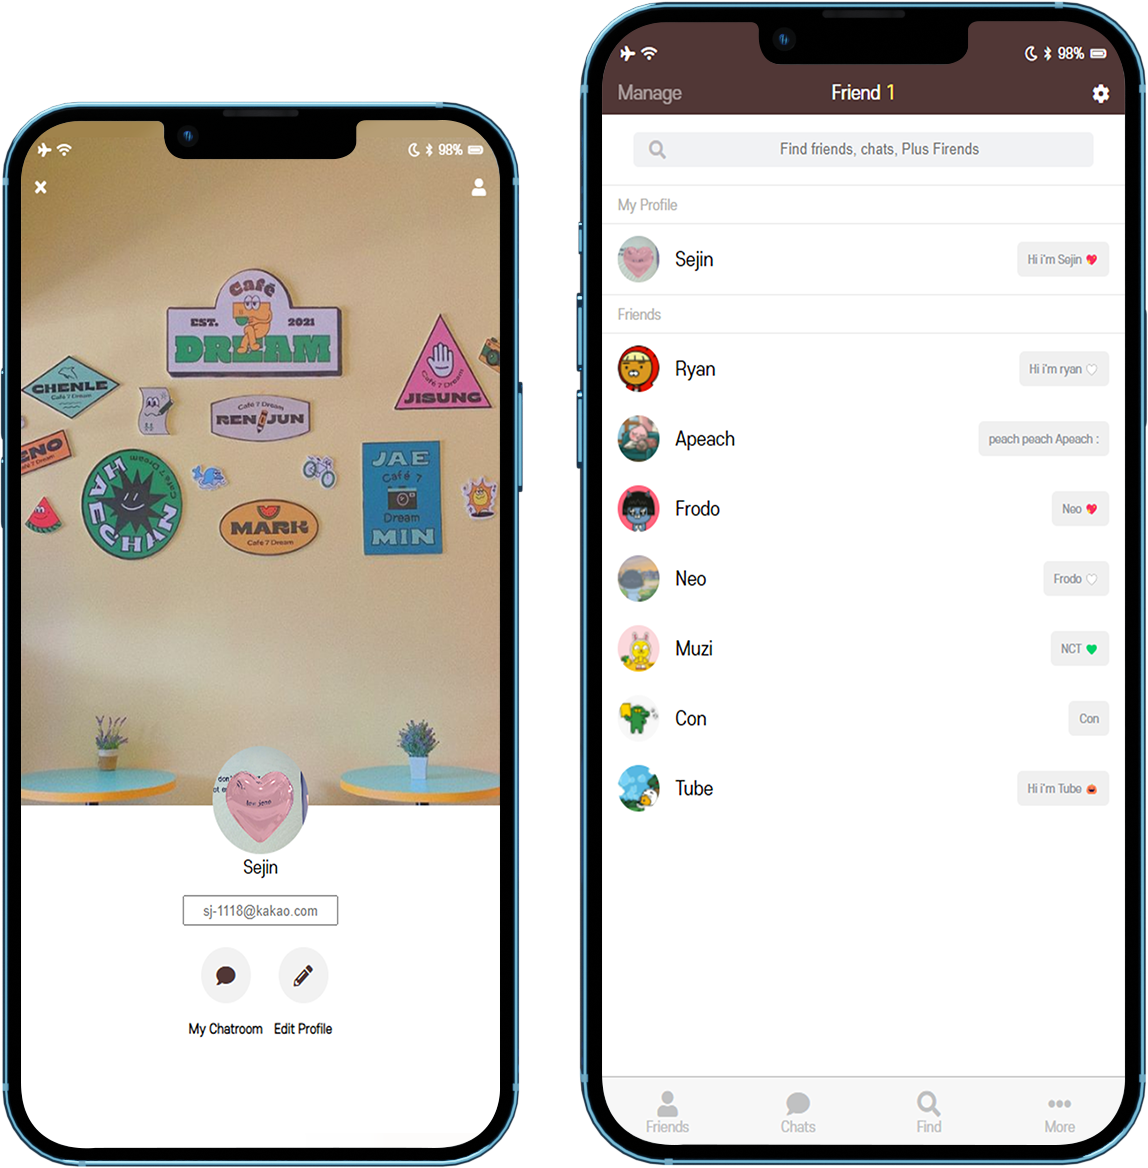 98%
Café
EST. 2021
DREAM
CHENLE
Café 7 Dream
Café 7 Dream
JISUNG
Café 7 Dream
RENJUN
ENO
Café 7 Dream
HAECHAN
Café 7 Dream
JAE
Café 7
Dream
MIN
MARK
Café 7 Dream
Sejin
sj-1118@kakao.com
My Chatroom Edit Profile
98%
Manage Friend 1
Find friends, chats, Plus Firends
My Profile
Sejin Hi i'm Sejin
Friends
Ryan Hi i'm ryan
Apeach peach peach Apeach :
Frodo Neo
Neo Frodo
Muzi NCT
Con Con
Tube Hi i'm Tube
Friends Chats Find More